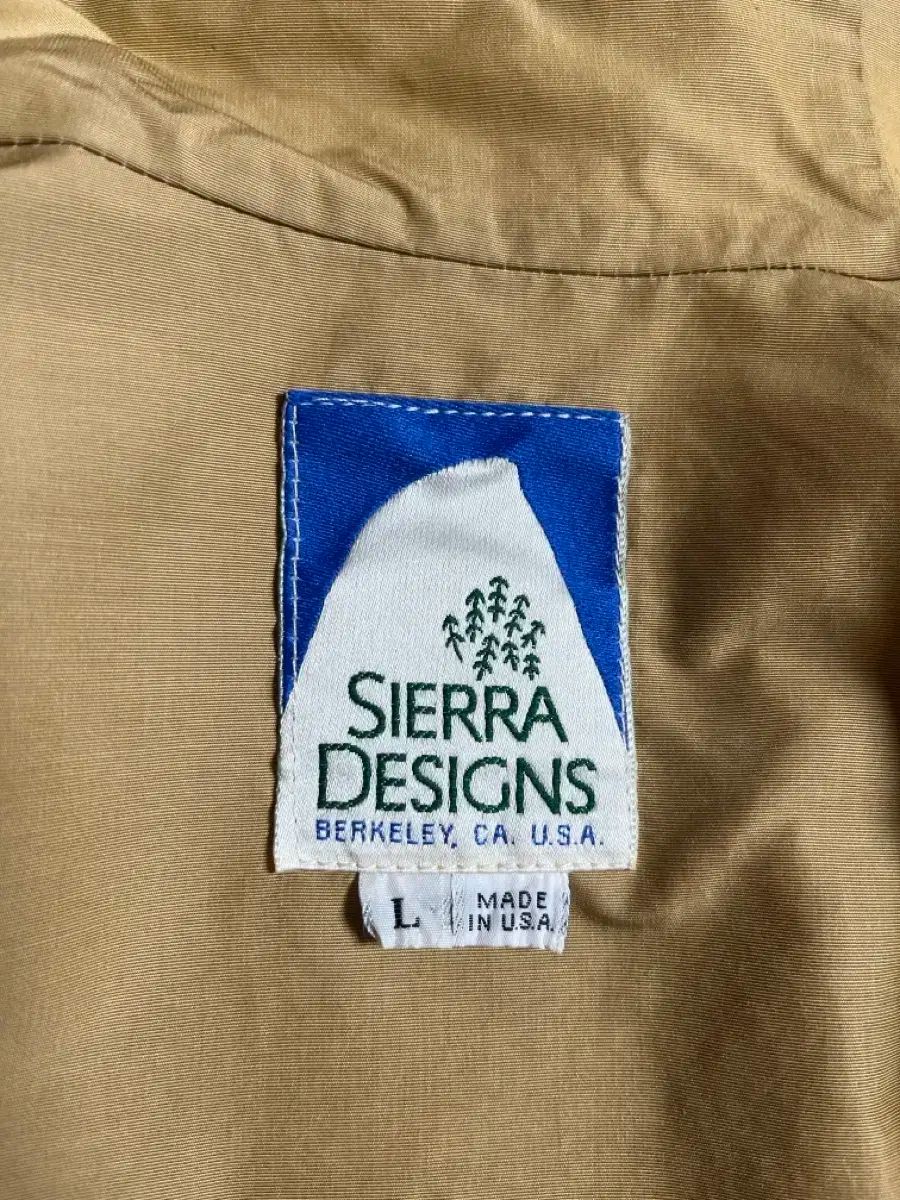 SIERRA
DESIGNS
BERKELEY, CA. U.S.A.
L
MADE
IN U.S.A.